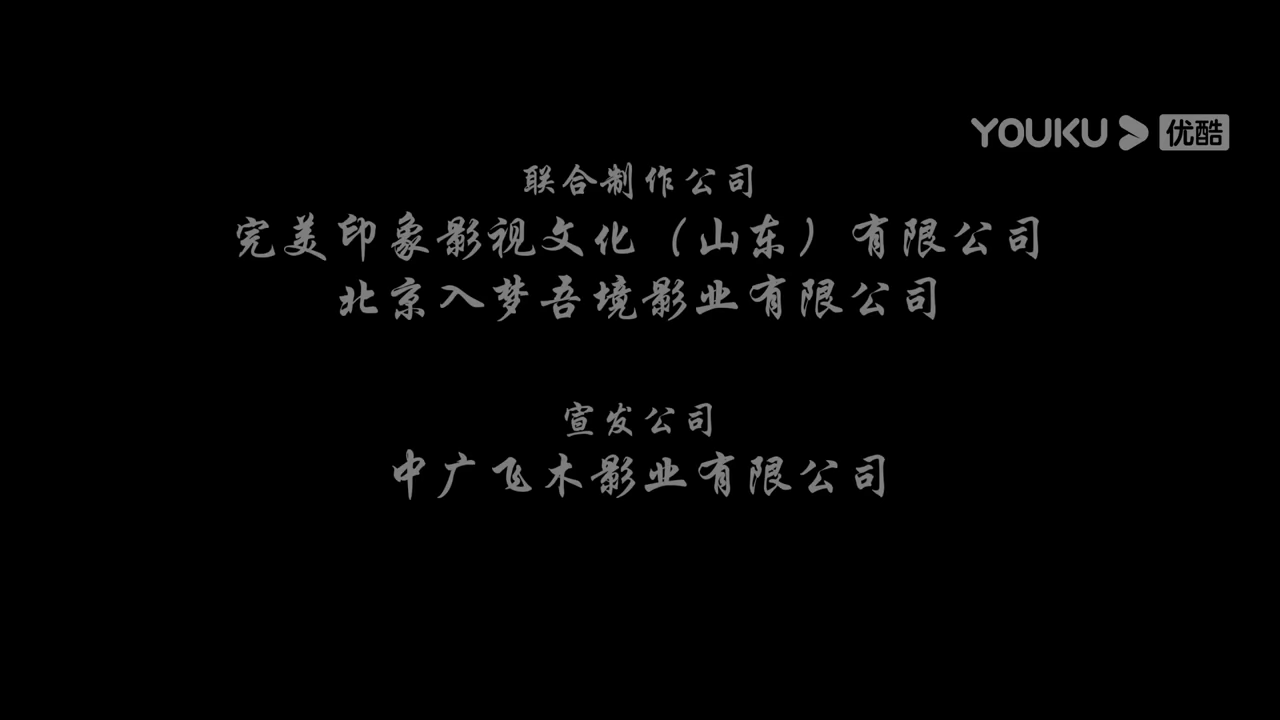 YOUKU 优酷
联合制作公司
完美印象影视文化（山东）有限公司
北京入梦吾境影业有限公司
宣发公司
中广飞木影业有限公司